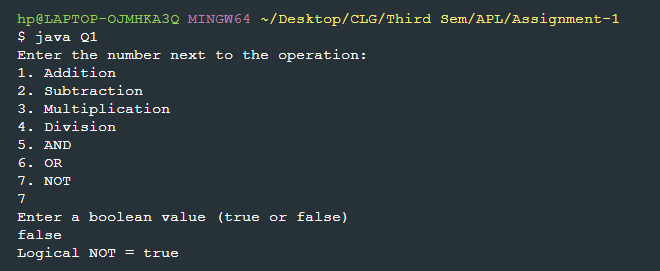 hp@LAPTOP-OJMHKA3Q MINGW64 ~/Desktop/CLG/Third Sem/APL/Assignment-1
$ java Q1
Enter the number next to the operation:
1. Addition
2. Subtraction
3. Multiplication
4. Division
5. AND
6. OR
7. NOT
7
Enter a boolean value (true or false)
false
Logical NOT = true